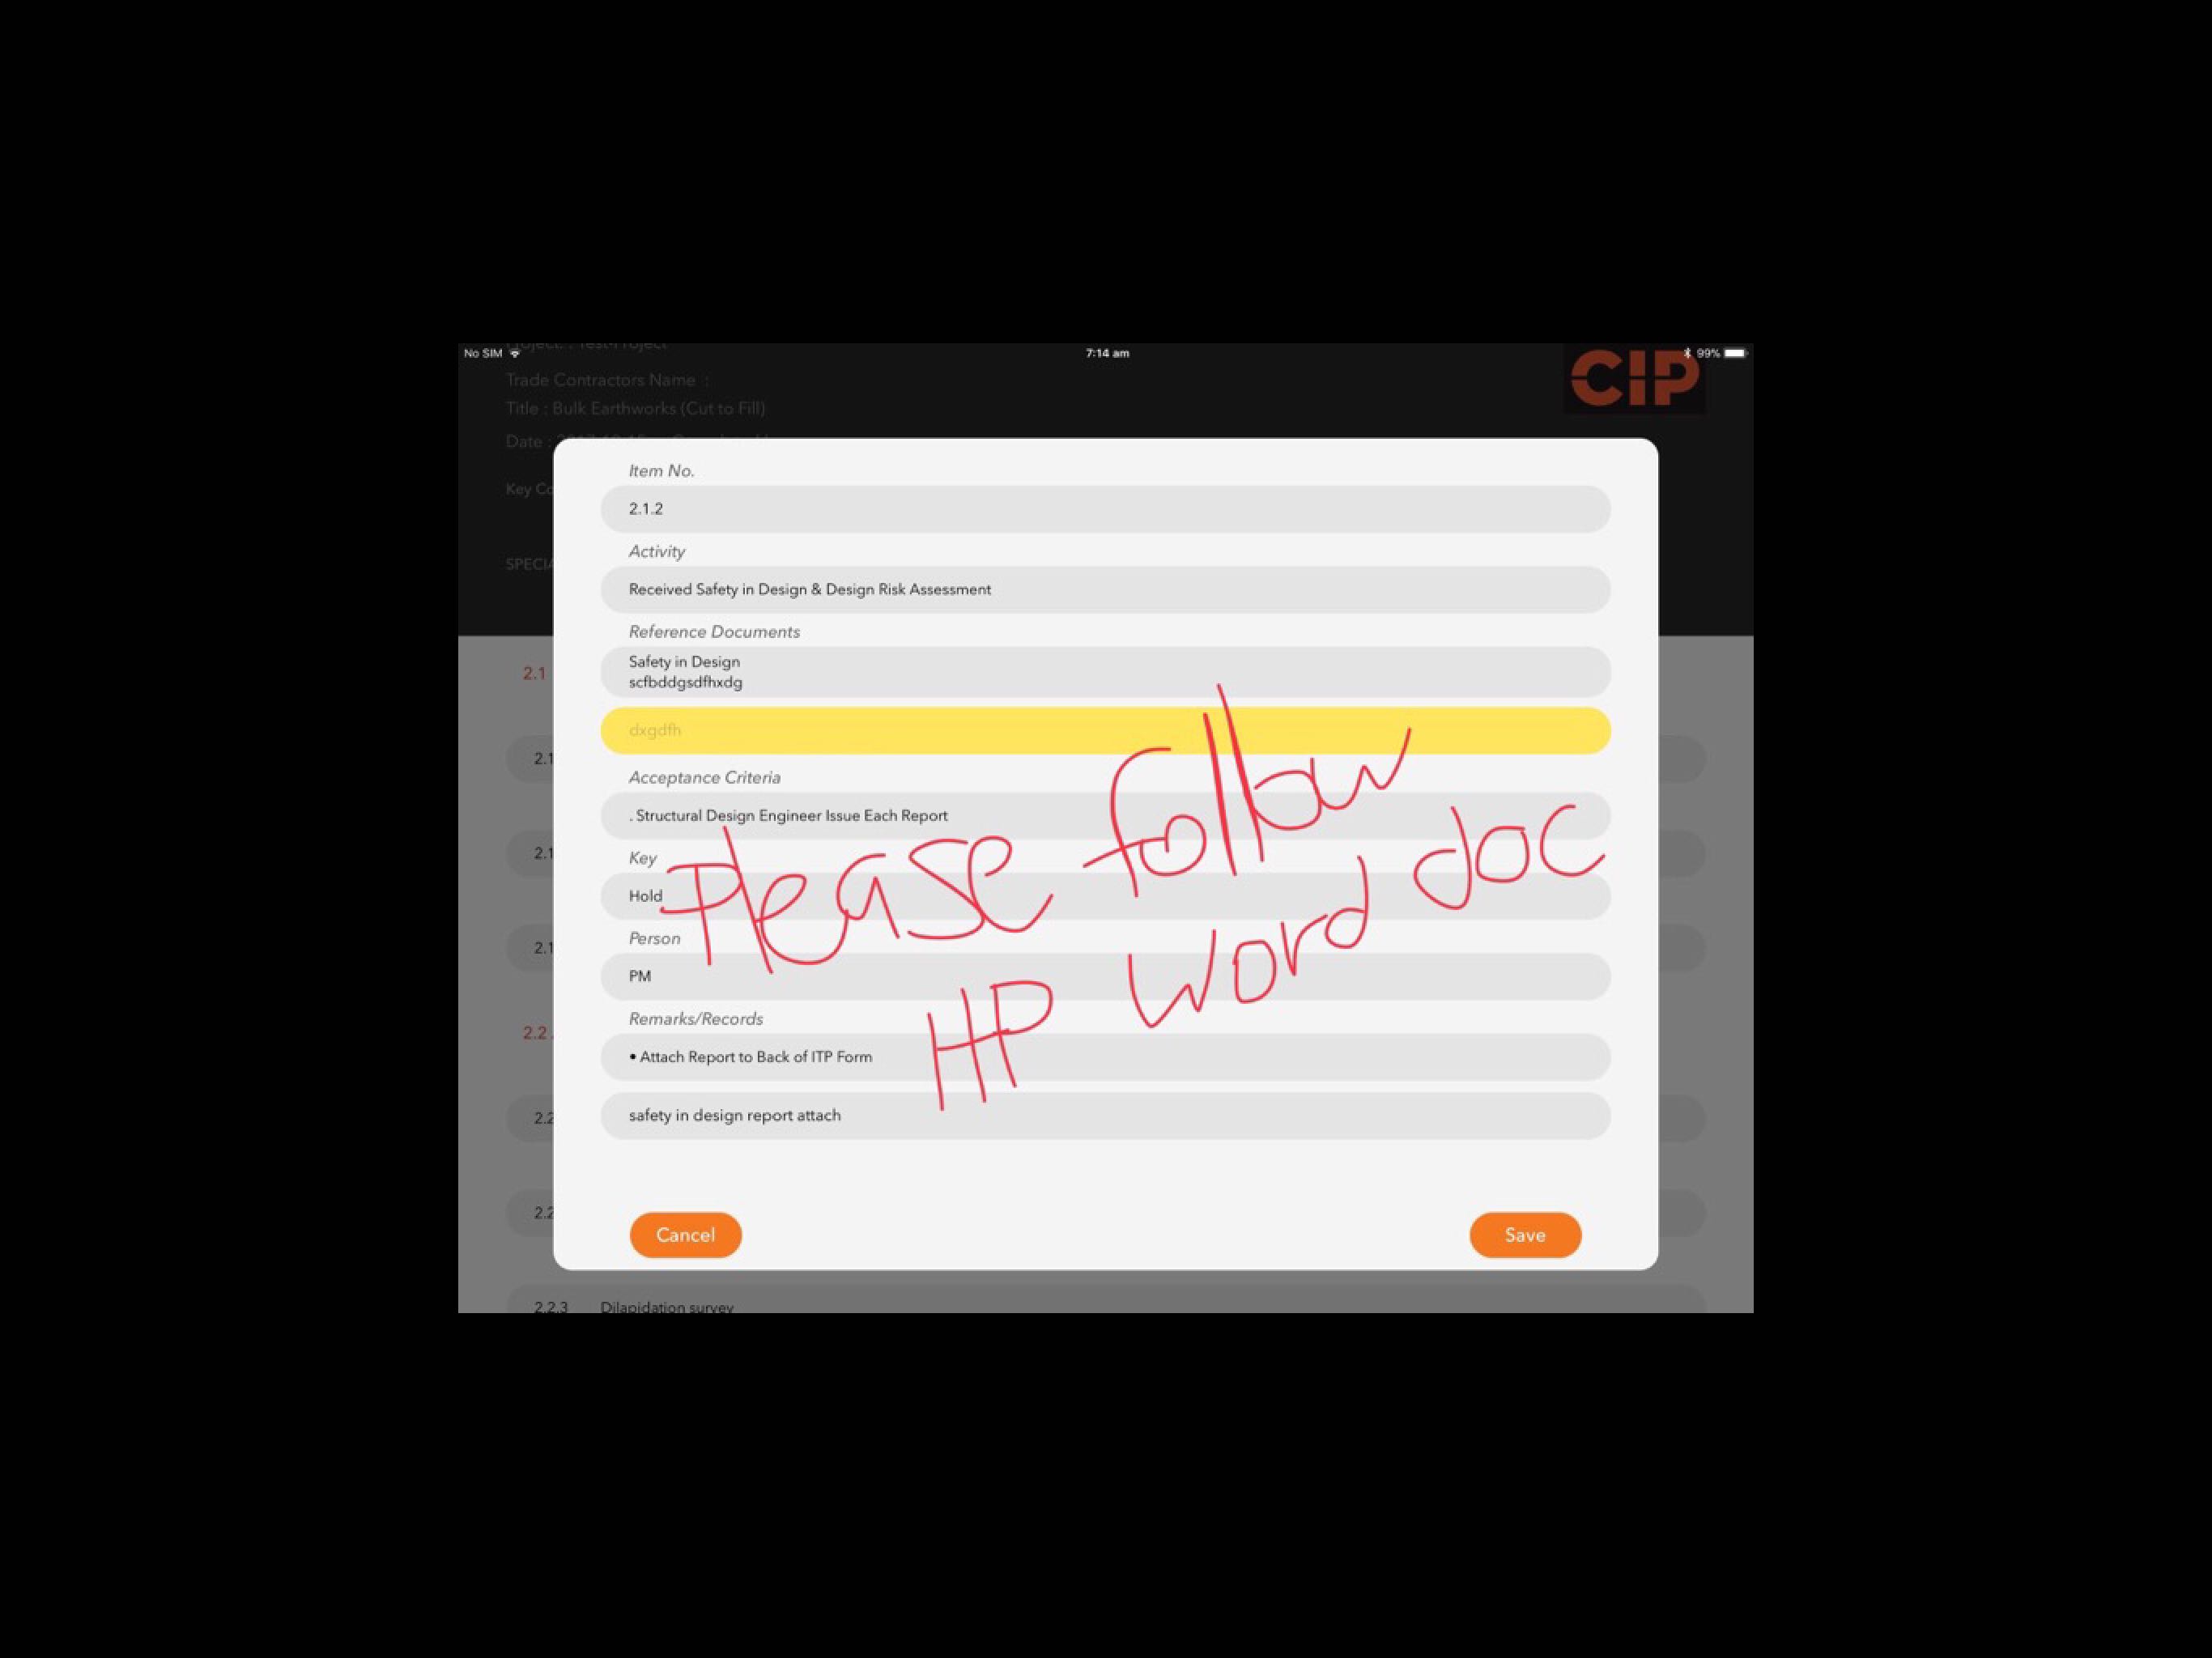 No SIM
7:14 am
99%
Project: : Test-Project
CIP
Trade Contractors Name :
Title : Bulk Earthworks (Cut to Fill)
Date :
Key Co
SPECIA
Item No.
2.1.2
Activity
Received Safety in Design & Design Risk Assessment
Reference Documents
Safety in Design
scfbddgsdfhxdg
dxgdfh
Acceptance Criteria
. Structural Design Engineer Issue Each Report
Key
Hold
Person
PM
Remarks/Records
• Attach Report to Back of ITP Form
safety in design report attach
Cancel
Save
Please follow
HP word doc
2.1
2.1
2.1
2.1
2.2
2.2
2.2
2.2.3 Dilapidation survey